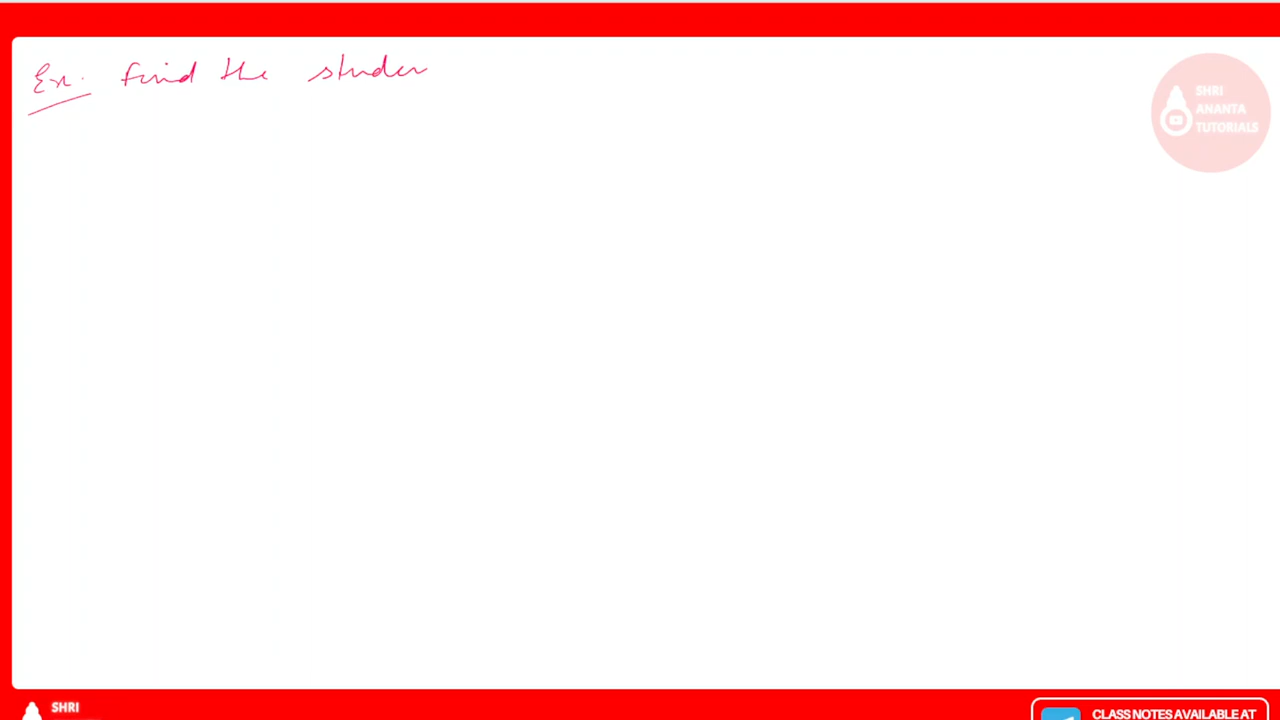 Ex. find the studen
SHRI
ANANTA
TUTORIALS
SHRI
CLASS NOTES AVAILABLE AT